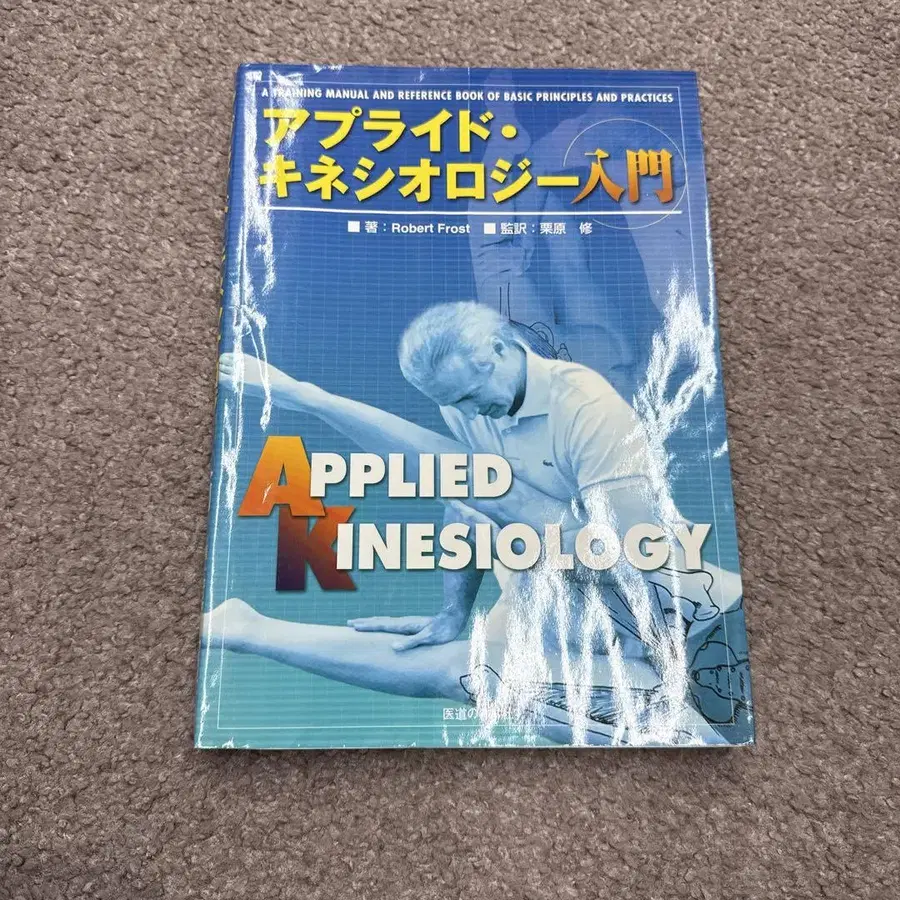 A TRAINING MANUAL AND REFERENCE BOOK OF BASIC PRINCIPLES AND PRACTICES
アプライド・
キネシオロジー入門
■ 著：Robert Frost ■ 監訳：栗原 修
APPLIED
KINESIOLOGY
医道の